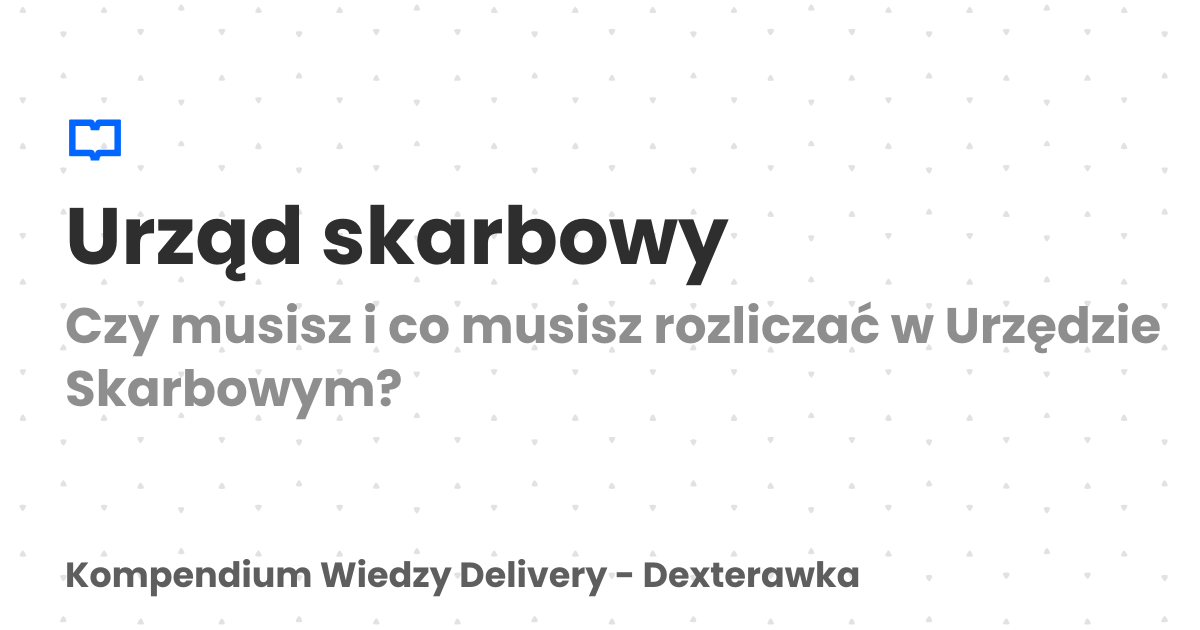 Urząd skarbowy
Czy musisz i co musisz rozliczać w Urzędzie
Skarbowym?
Kompendium Wiedzy Delivery - Dexterawka